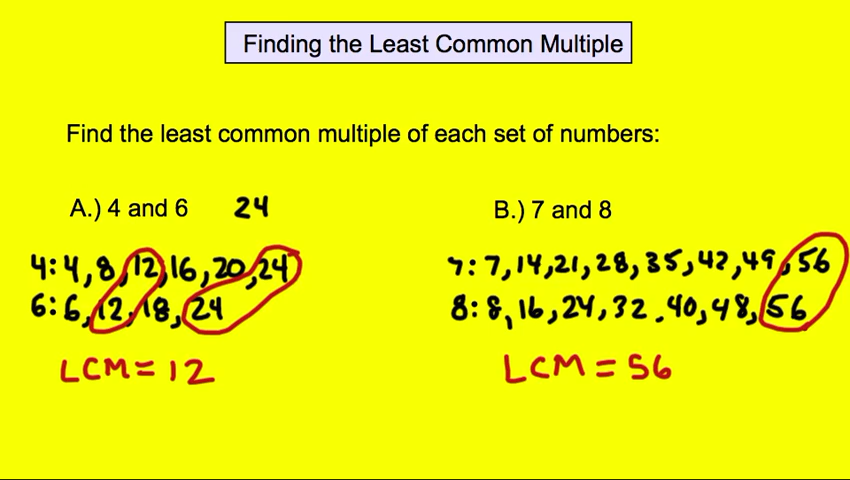 Finding the Least Common Multiple
Find the least common multiple of each set of numbers:
A.) 4 and 6 24
4: 4, 8, 12, 16, 20, 24
6: 6, 12, 18, 24
LCM = 12
B.) 7 and 8
7: 7, 14, 21, 28, 35, 42, 49, 56
8: 8, 16, 24, 32, 40, 48, 56
LCM = 56